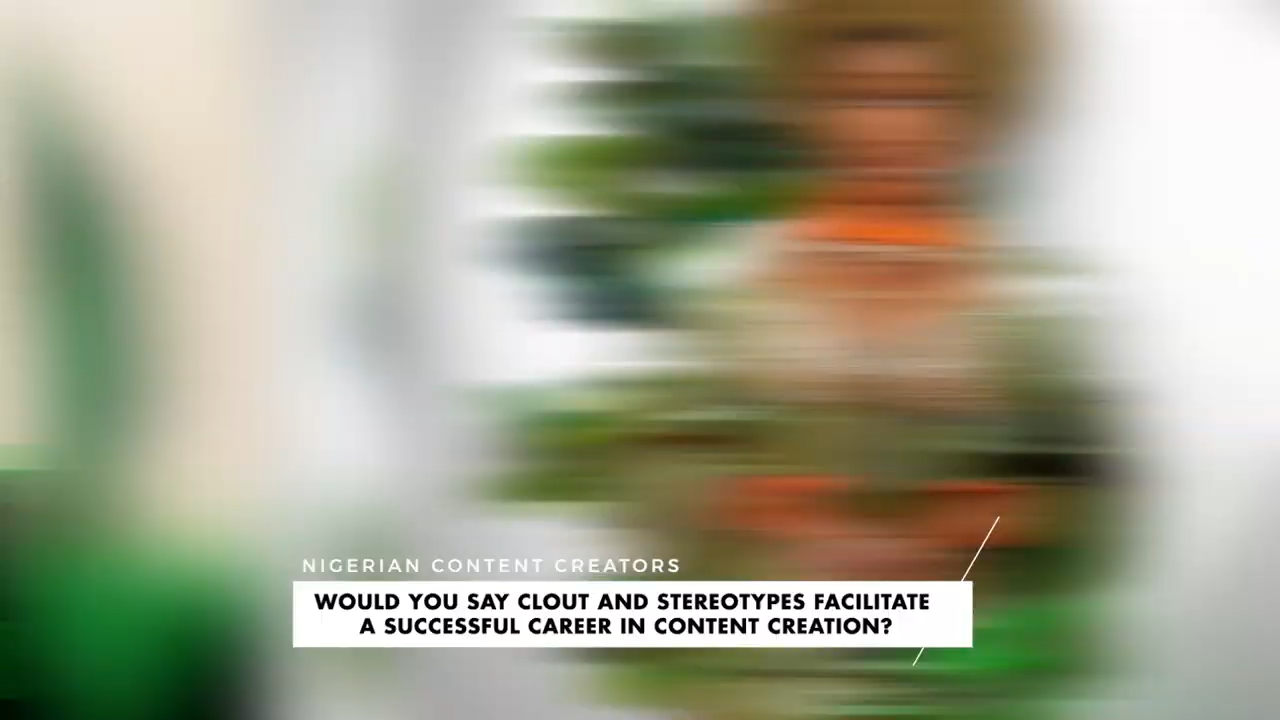 NIGERIAN CONTENT CREATORS
WOULD YOU SAY CLOUT AND STEREOTYPES FACILITATE
A SUCCESSFUL CAREER IN CONTENT CREATION?